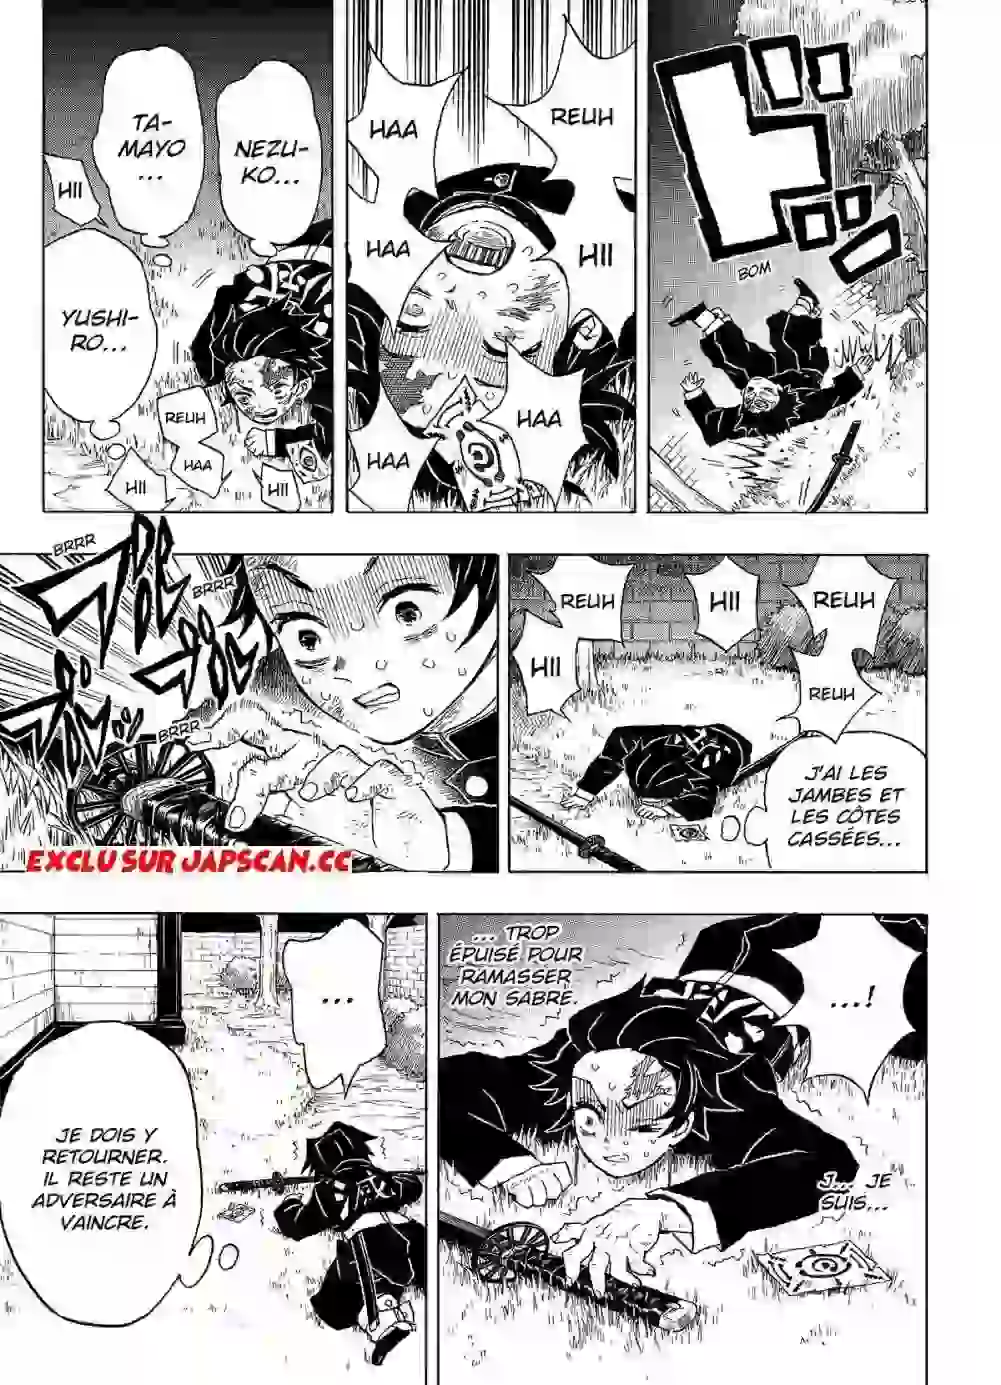 ド
BOM
REUH
HAA
HII
HAA
HAA
HAA
NEZU-
KO...
TA-
MAYO
...
HII
YUSHI-
RO...
REUH
HAA
HII
HII
REUH
HII
REUH
HII
REUH
J'AI LES
JAMBES ET
LES CÔTES
CASSÉES...
BRRR
BRRR
BRRR
EXCLU SUR JAPSCAN.CC
...!
... TROP
ÉPUISÉ POUR
RAMASSER
MON SABRE.
J... JE
SUIS...
...
JE DOIS Y
RETOURNER.
IL RESTE UN
ADVERSAIRE À
VAINCRE.